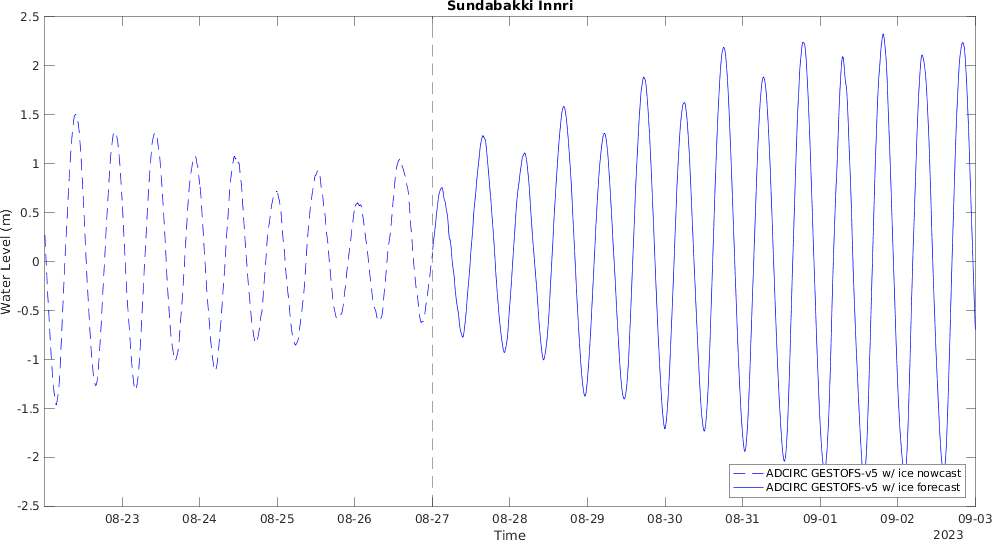 Sundabakki Innri
2.5
2
1.5
1
0.5
0
-0.5
-1
-1.5
-2
-2.5
Water Level (m)
ADCIRC GESTOFS-v5 w/ ice nowcast
ADCIRC GESTOFS-v5 w/ ice forecast
08-23 08-24 08-25 08-26 08-27 08-28 08-29 08-30 08-31 09-01 09-02 09-03
Time
2023